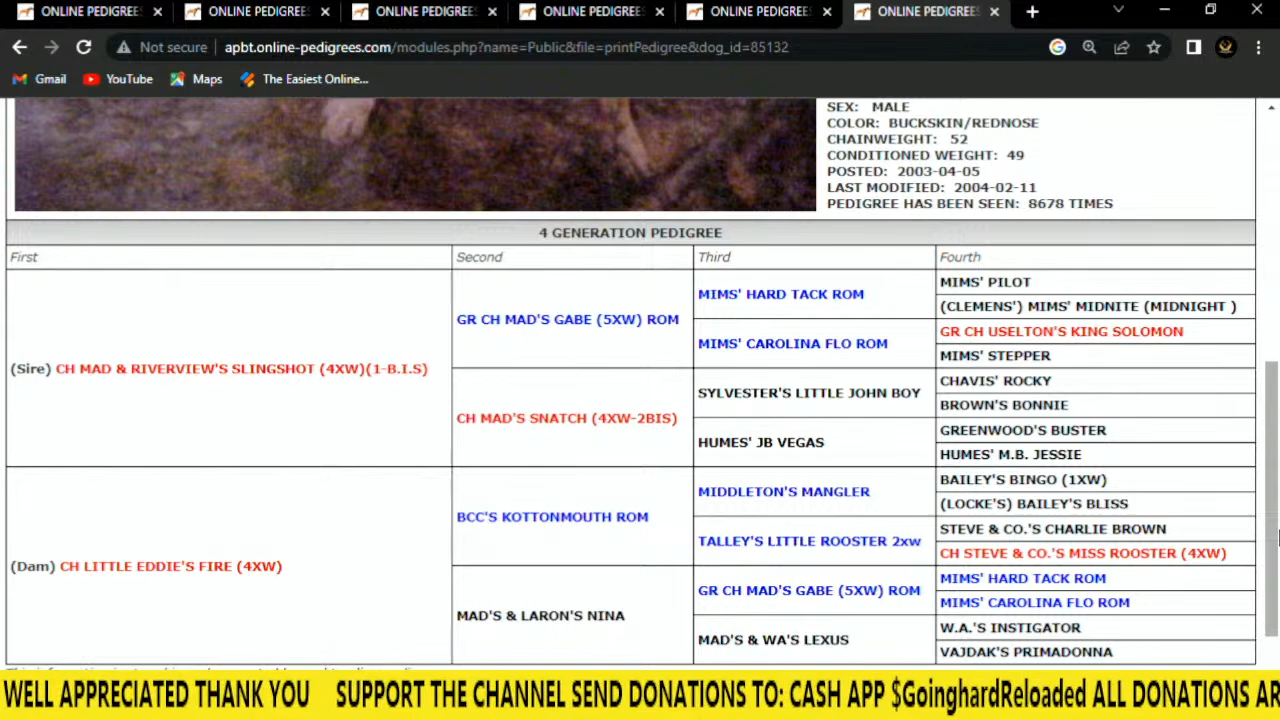 ONLINE PEDIGREES ONLINE PEDIGREES ONLINE PEDIGREES ONLINE PEDIGREES ONLINE PEDIGREES ONLINE PEDIGREES
Not secure apbt.online-pedigrees.com/modules.php?name=Public&file=printPedigree&dog_id=85132
Gmail YouTube Maps The Easiest Online...
SEX: MALE
COLOR: BUCKSKIN/REDNOSE
CHAINWEIGHT: 52
CONDITIONED WEIGHT: 49
POSTED: 2003-04-05
LAST MODIFIED: 2004-02-11
PEDIGREE HAS BEEN SEEN: 8678 TIMES
4 GENERATION PEDIGREE
First Second Third Fourth
(Sire) CH MAD & RIVERVIEW'S SLINGSHOT (4XW)(1-B.I.S)
GR CH MAD'S GABE (5XW) ROM
MIMS' HARD TACK ROM
MIMS' PILOT
(CLEMENS') MIMS' MIDNITE (MIDNIGHT )
MIMS' CAROLINA FLO ROM
GR CH USELTON'S KING SOLOMON
MIMS' STEPPER
CH MAD'S SNATCH (4XW-2BIS)
SYLVESTER'S LITTLE JOHN BOY
CHAVIS' ROCKY
BROWN'S BONNIE
HUMES' JB VEGAS
GREENWOOD'S BUSTER
HUMES' M.B. JESSIE
(Dam) CH LITTLE EDDIE'S FIRE (4XW)
BCC'S KOTTONMOUTH ROM
MIDDLETON'S MANGLER
BAILEY'S BINGO (1XW)
(LOCKE'S) BAILEY'S BLISS
TALLEY'S LITTLE ROOSTER 2xw
STEVE & CO.'S CHARLIE BROWN
CH STEVE & CO.'S MISS ROOSTER (4XW)
MAD'S & LARON'S NINA
GR CH MAD'S GABE (5XW) ROM
MIMS' HARD TACK ROM
MIMS' CAROLINA FLO ROM
MAD'S & WA'S LEXUS
W.A.'S INSTIGATOR
VAJDAK'S PRIMADONNA
WELL APPRECIATED THANK YOU SUPPORT THE CHANNEL SEND DONATIONS TO: CASH APP $GoinghardReloaded ALL DONATIONS AR